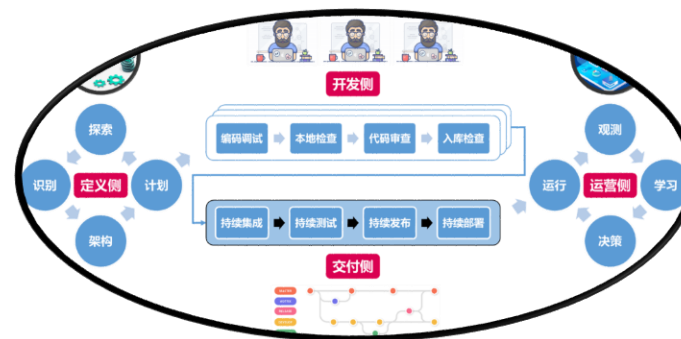 开发侧
探索
编码调试
本地检查
代码审查
入库检查
观测
识别
定义侧
计划
运行
运营侧
学习
架构
持续集成
持续测试
持续发布
持续部署
决策
交付侧